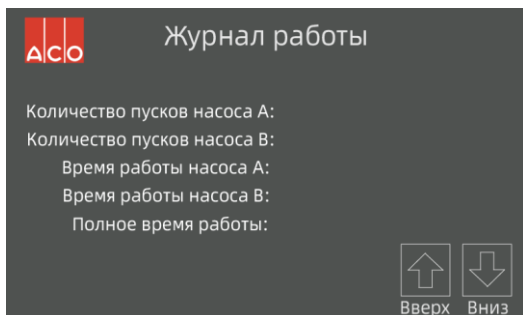 ACO
Журнал работы
Количество пусков насоса A:
Количество пусков насоса B:
Время работы насоса A:
Время работы насоса B:
Полное время работы:
Вверх Вниз